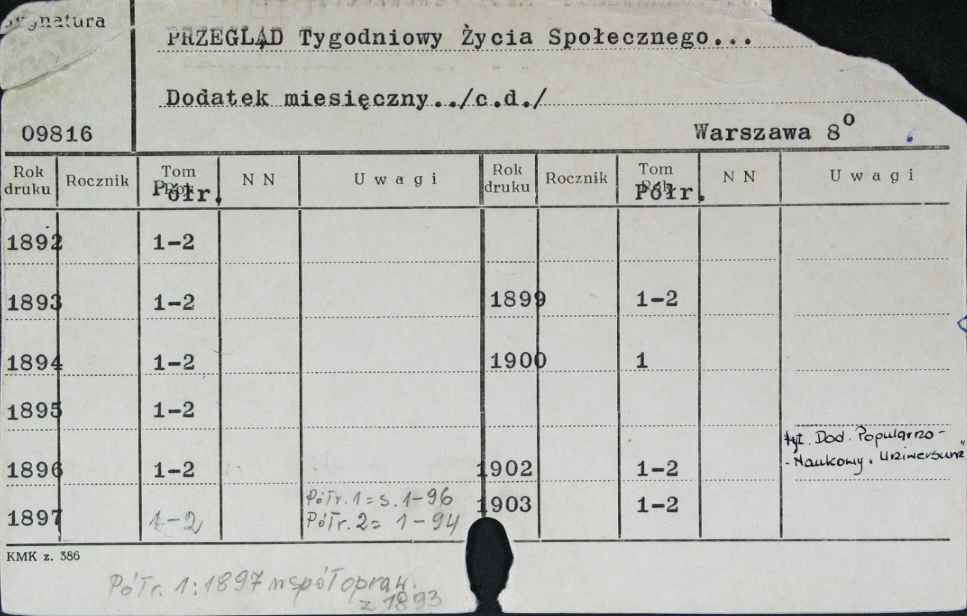 Sygnatura
PRZEGLĄD Tygodniowy Życia Społecznego...
Dodatek miesięczny../c.d./
09816
Warszawa 8º
Rok druku Rocznik Tom Półr. N N Uwagi Rok druku Rocznik Tom Półr. N N Uwagi
1892 1-2
1893 1-2 1899 1-2
1894 1-2 1900 1
1895 1-2
tyt. Dod. Popularno-
1896 1-2 1902 1-2 -Naukowy
Półr. 1=s. 1-96
1897 1-2 Półr. 2= 1-94 1903 1-2
KMK z. 386
Półr. 1:1897 współopraw.
z 1893